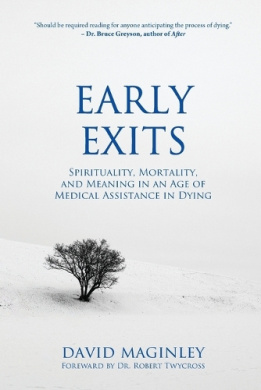 "Should be required reading for anyone anticipating the process of dying."
– Dr. Bruce Greyson, author of After
EARLY
EXITS
SPIRITUALITY, MORTALITY,
AND MEANING IN AN AGE OF
MEDICAL ASSISTANCE IN DYING
DAVID MAGINLEY
FOREWORD BY DR. ROBERT TWYCROSS